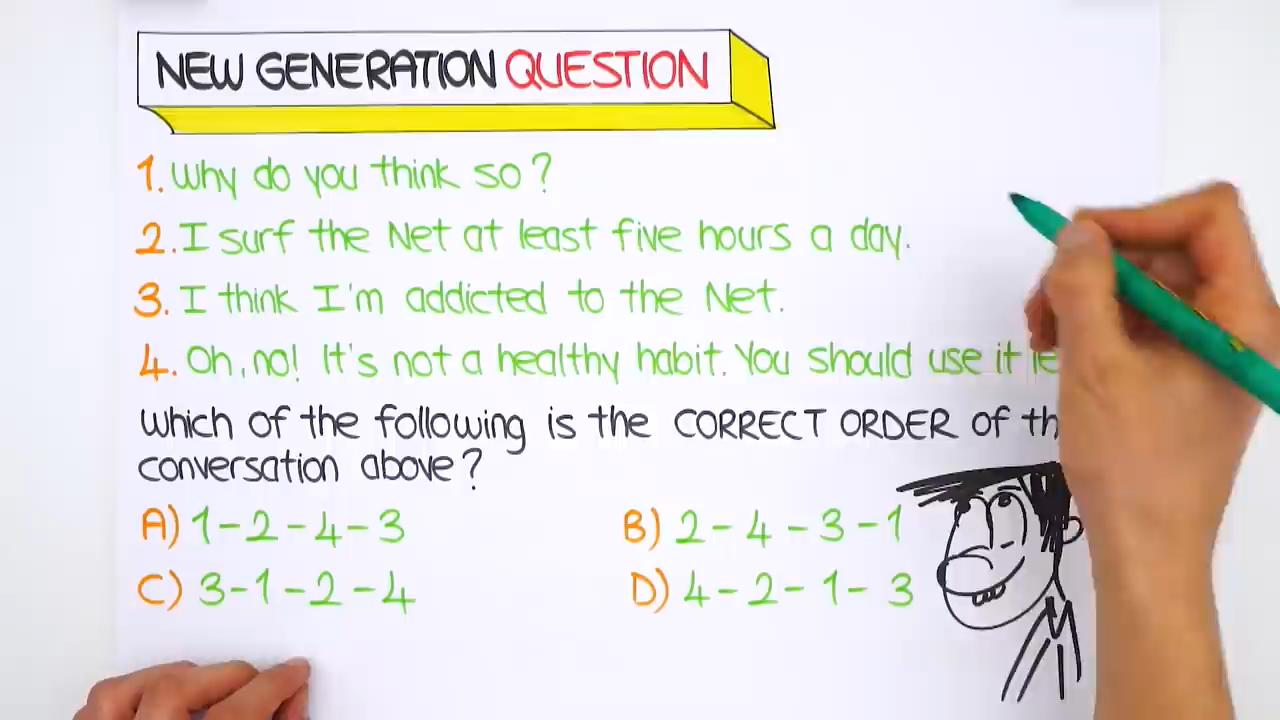 NEW GENERATION QUESTION
1. Why do you think so?
2. I surf the Net at least five hours a day.
3. I think I'm addicted to the Net.
4. Oh, no! It's not a healthy habit. You should use it
Which of the following is the CORRECT ORDER of
conversation above?
A) 1-2-4-3 B) 2-4-3-1
C) 3-1-2-4 D) 4-2-1-3